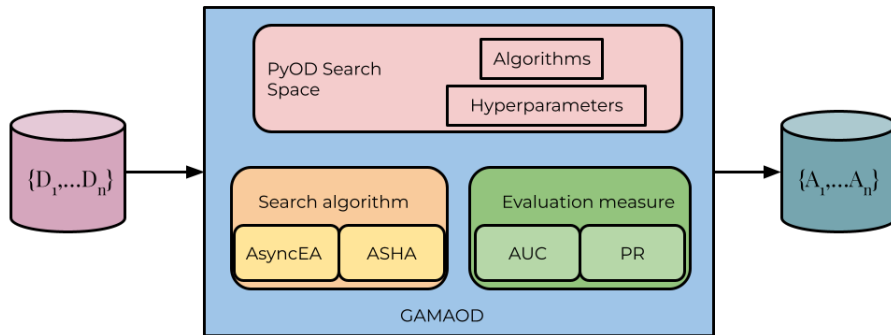 PyOD Search
Space
Algorithms
Hyperparameters
{D₁,...Dₙ}
{A₁,...Aₙ}
Search algorithm
AsyncEA
ASHA
Evaluation measure
AUC
PR
GAMAOD